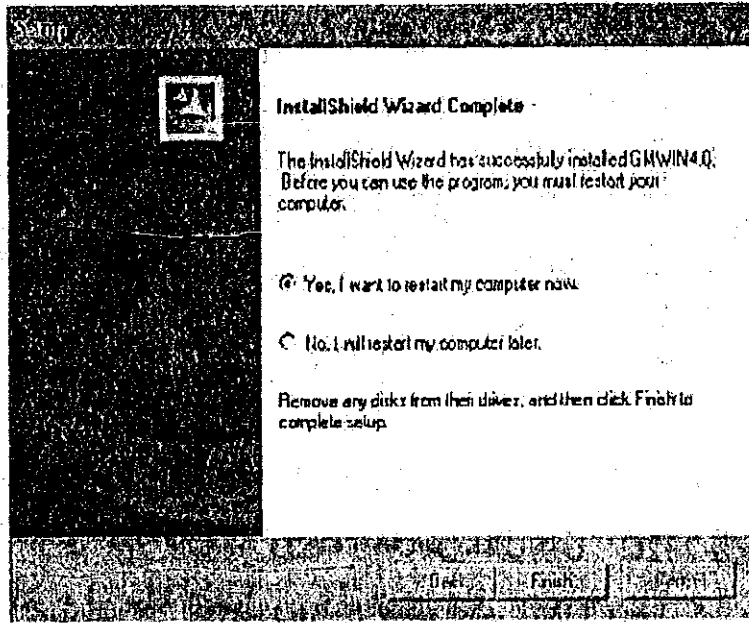 Setup
InstallShield Wizard Complete
The InstallShield Wizard has successfuly installed GMWIN4.0.
Before you can use the program, you must restart your
computer.
Yes, I want to restart my computer now.
No, I will restart my computer later.
Remove any disks from their drives, and then click Finish to
complete setup.
Finish